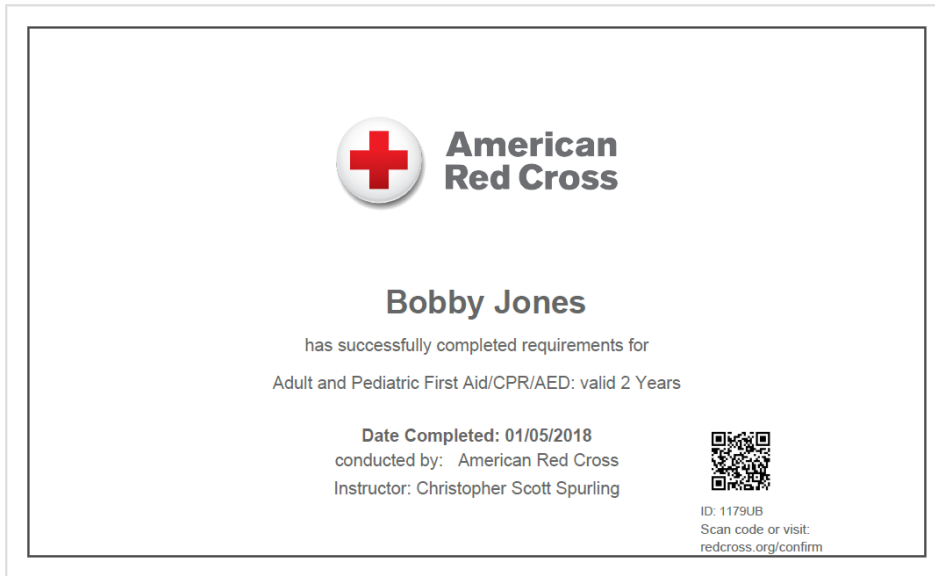 American
Red Cross
Bobby Jones
has successfully completed requirements for
Adult and Pediatric First Aid/CPR/AED: valid 2 Years
Date Completed: 01/05/2018
conducted by: American Red Cross
Instructor: Christopher Scott Spurling
ID: 1179UB
Scan code or visit:
redcross.org/confirm